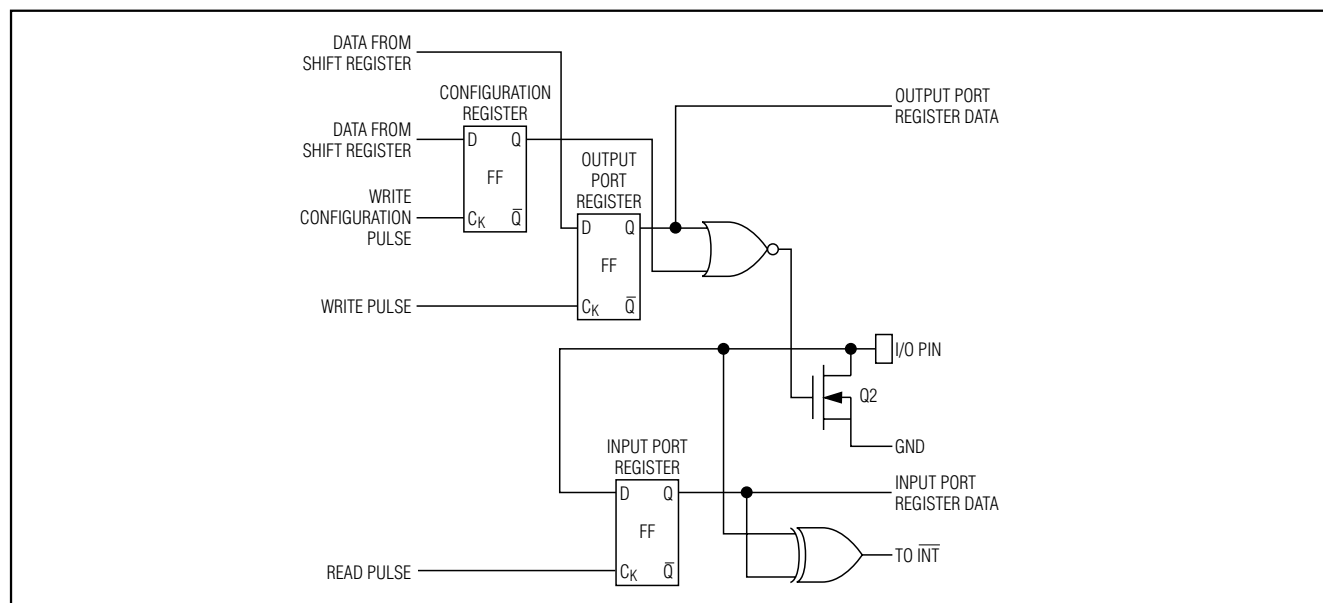 DATA FROM
SHIFT REGISTER
CONFIGURATION
REGISTER
OUTPUT PORT
REGISTER DATA
DATA FROM
SHIFT REGISTER
D Q
FF
CK Q̅
WRITE
CONFIGURATION
PULSE
OUTPUT
PORT
REGISTER
D Q
FF
CK Q̅
WRITE PULSE
I/O PIN
Q2
GND
INPUT PORT
REGISTER
D Q
FF
CK Q̅
INPUT PORT
REGISTER DATA
TO I̅N̅T̅
READ PULSE